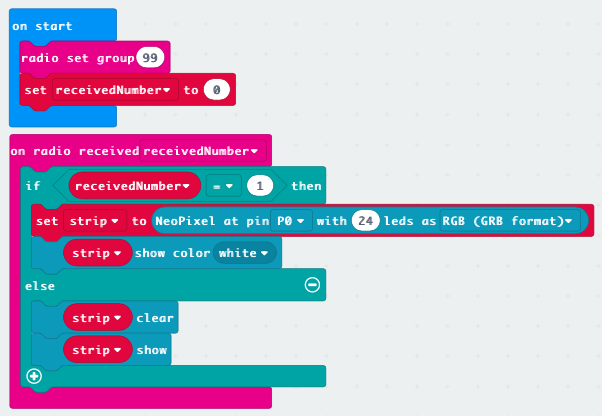 on start
radio set group 99
set receivedNumber to 0
on radio received receivedNumber
if receivedNumber = 1 then
set strip to NeoPixel at pin P0 with 24 leds as RGB (GRB format)
strip show color white
else
strip clear
strip show